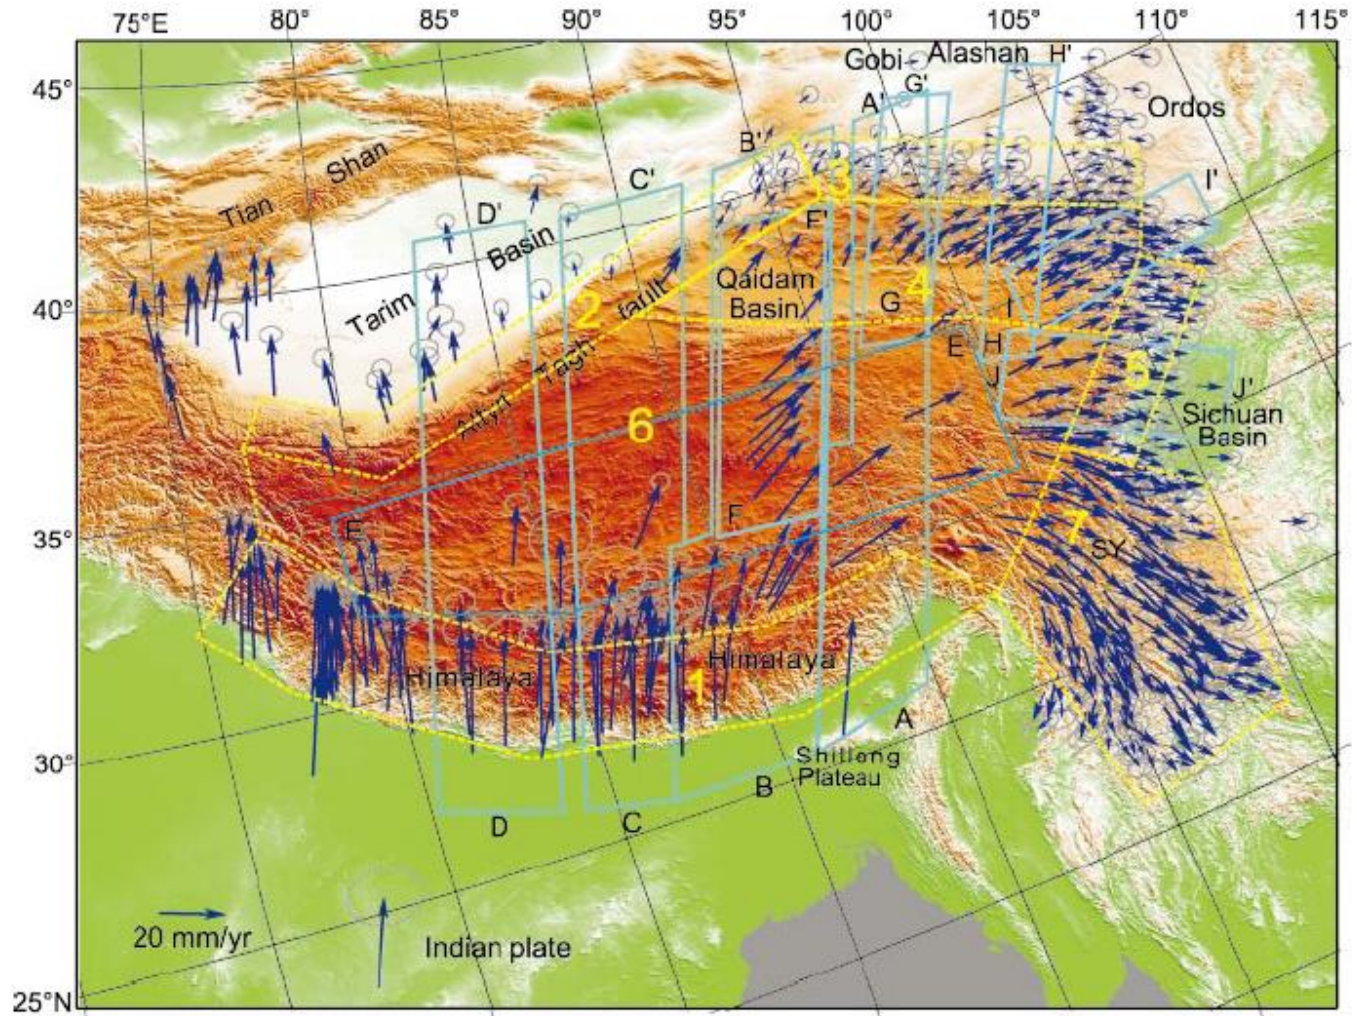 75°E 80° 85° 90° 95° 100° 105° 110° 115°
45°
40°
35°
30°
25°N
Gobi Alashan H'
G'
A'
Ordos
B'
Shan
C'
3
I'
Tian
D'
F'
Basin
Qaidam
Basin
4
Tarim
2
fault
G
I
E'
H
Tagh
J
5
J'
Altyn
6
Sichuan
Basin
E
F
7
SY
Himalaya
Himalaya
1
A
Shillong
Plateau
B
D
C
20 mm/yr
Indian plate